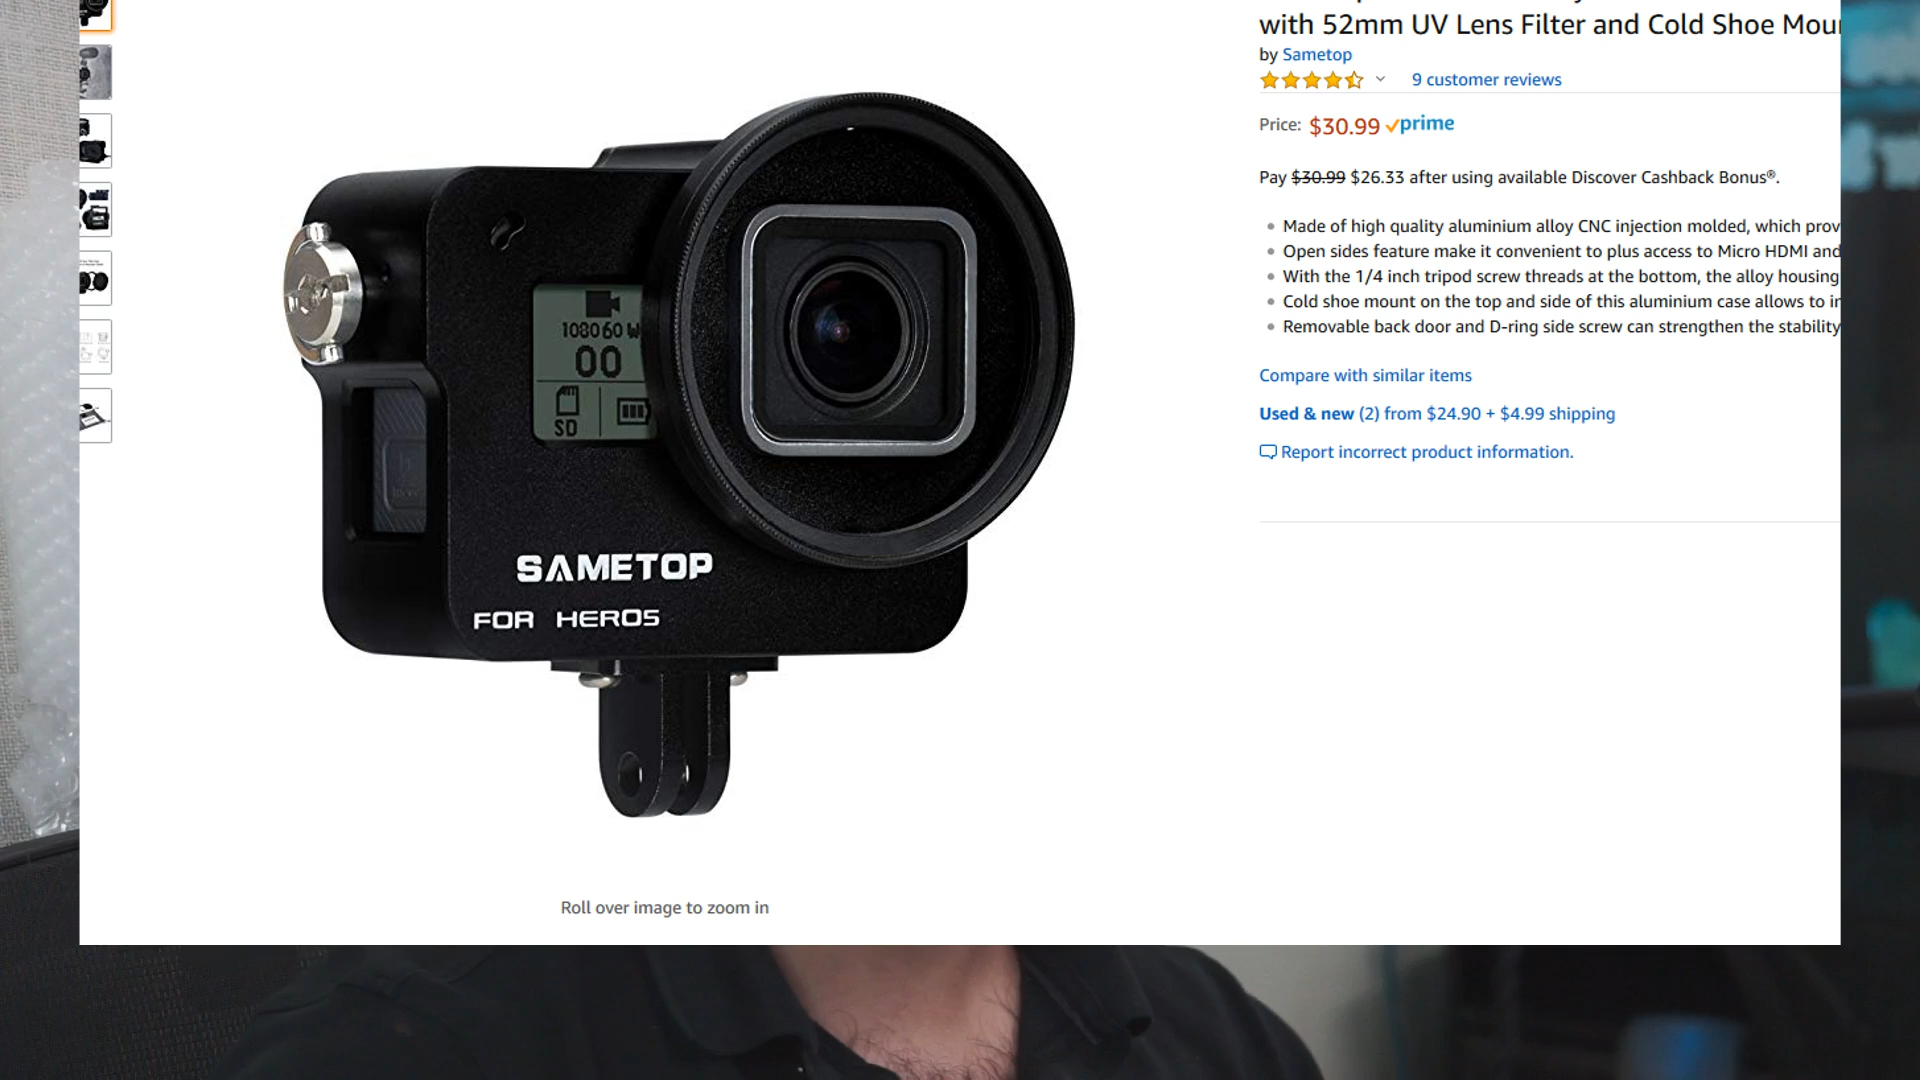 with 52mm UV Lens Filter and Cold Shoe Mou
by Sametop
9 customer reviews
Price: $30.99 prime
Pay $30.99 $26.33 after using available Discover Cashback Bonus®.
Made of high quality aluminium alloy CNC injection molded, which prov
Open sides feature make it convenient to plus access to Micro HDMI and
With the 1/4 inch tripod screw threads at the bottom, the alloy housing
Cold shoe mount on the top and side of this aluminium case allows to in
Removable back door and D-ring side screw can strengthen the stability
Compare with similar items
Used & new (2) from $24.90 + $4.99 shipping
Report incorrect product information.
1080 60 W
00
SD
SAMETOP
FOR HERO5
Roll over image to zoom in